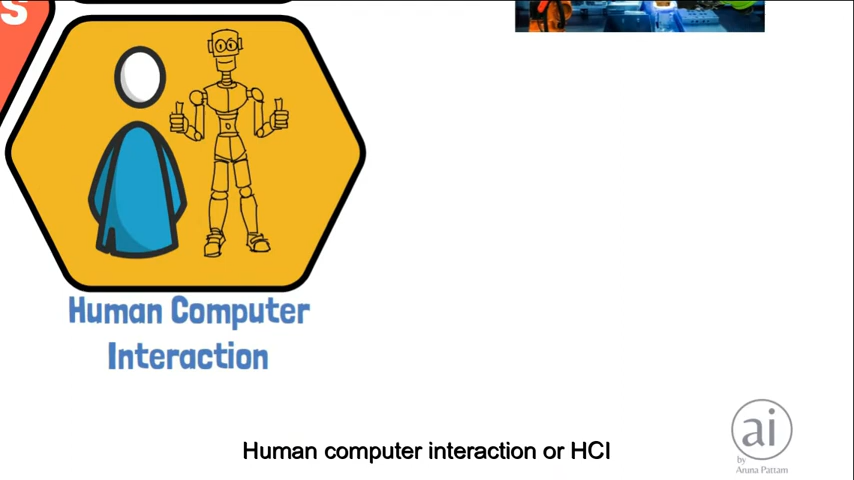 S
Human Computer
Interaction
Human computer interaction or HCI
ai
by
Aruna Pattam